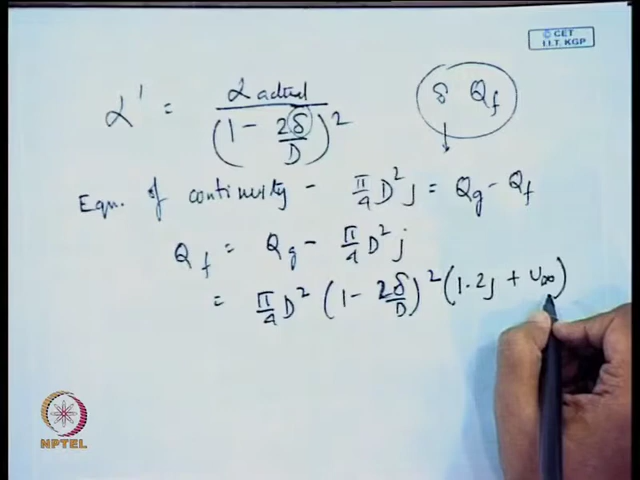 © CET
I.I.T. KGP
α' = α actual / (1 - 2δ/D)²
δ Q_f
Eqn. of continuity - π/4 D² j = Q_g - Q_f
Q_f = Q_g - π/4 D² j
= π/4 D² (1 - 2δ/D)² (1.2j + u∞)
NPTEL